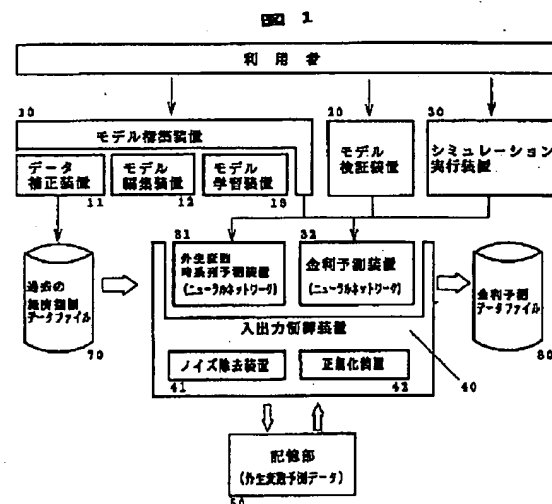 図 1
利用者
10
20
30
モデル構築装置
モデル
検証装置
シミュレーション
実行装置
データ
補正装置
モデル
編集装置
モデル
学習装置
11
12
13
31
32
外生変数
時系列予測装置
(ニューラルネットワーク)
金利予測装置
(ニューラルネットワーク)
過去の
データファイル
70
金利予測
データファイル
80
入出力制御装置
ノイズ除去装置
正規化装置
41
42
40
記憶部
(外生変数予測データ)
50